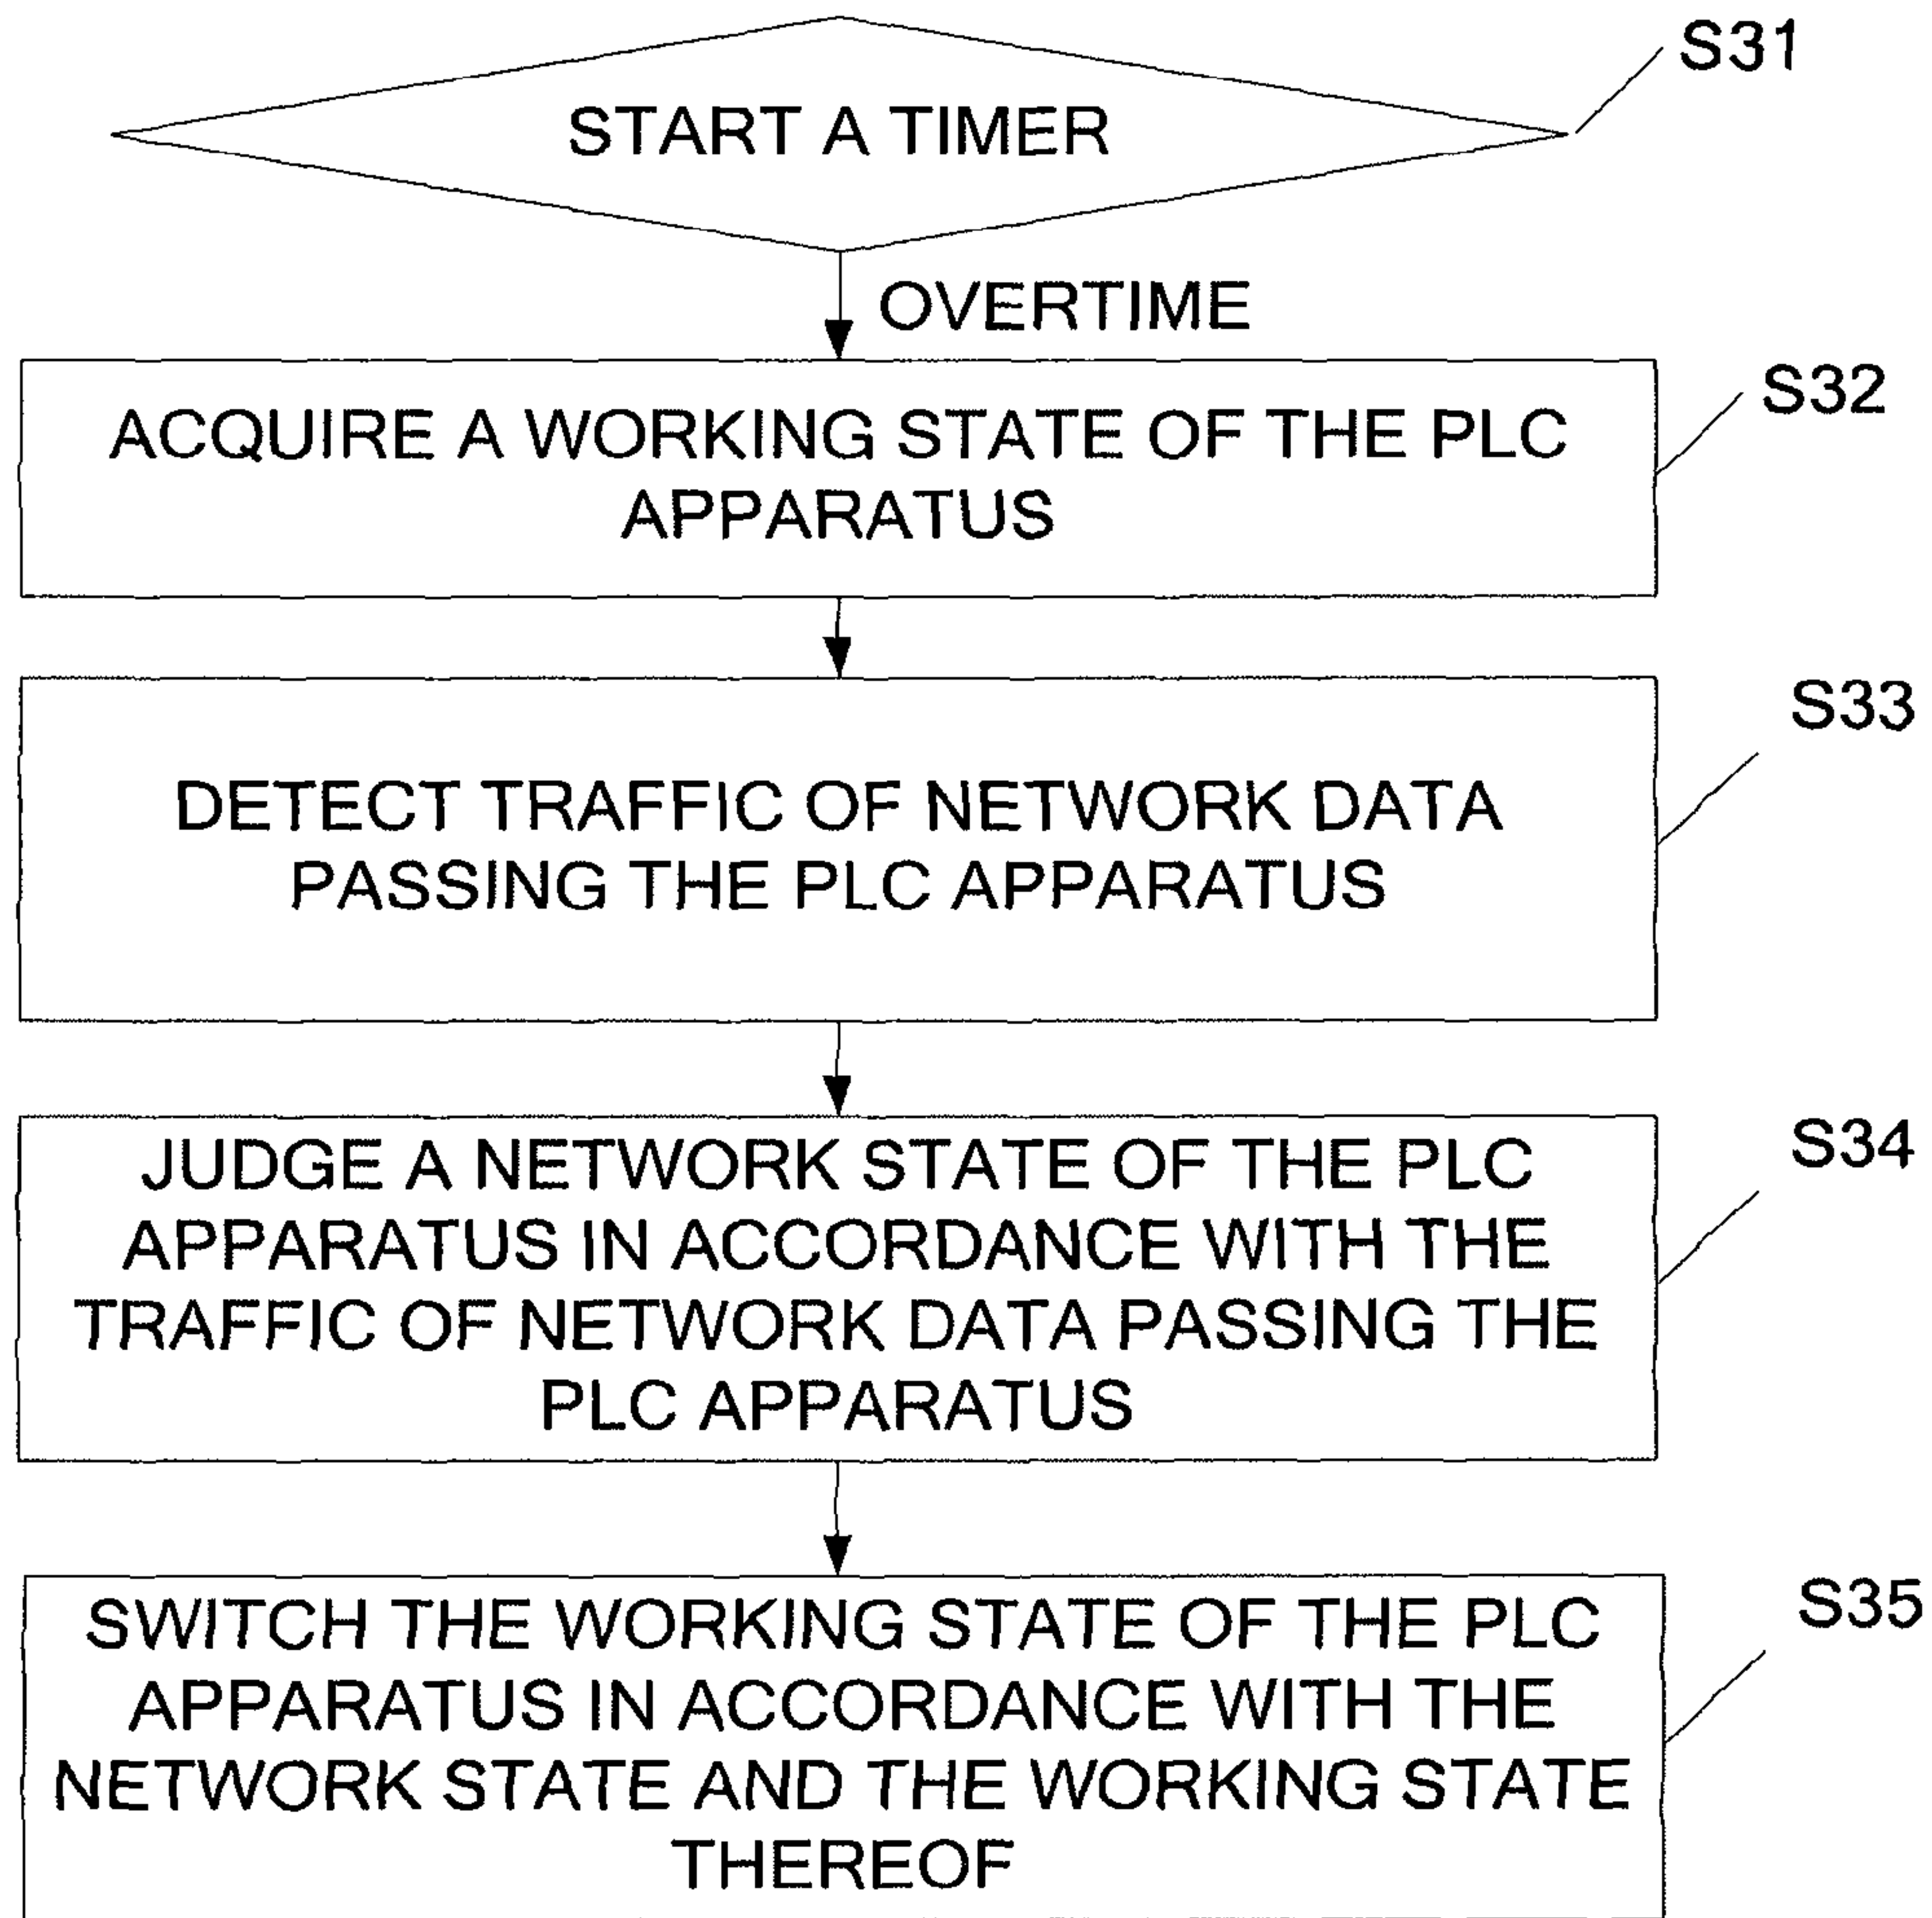 START A TIMER
S31
OVERTIME
ACQUIRE A WORKING STATE OF THE PLC
APPARATUS
S32
DETECT TRAFFIC OF NETWORK DATA
PASSING THE PLC APPARATUS
S33
JUDGE A NETWORK STATE OF THE PLC
APPARATUS IN ACCORDANCE WITH THE
TRAFFIC OF NETWORK DATA PASSING THE
PLC APPARATUS
S34
SWITCH THE WORKING STATE OF THE PLC
APPARATUS IN ACCORDANCE WITH THE
NETWORK STATE AND THE WORKING STATE
THEREOF
S35